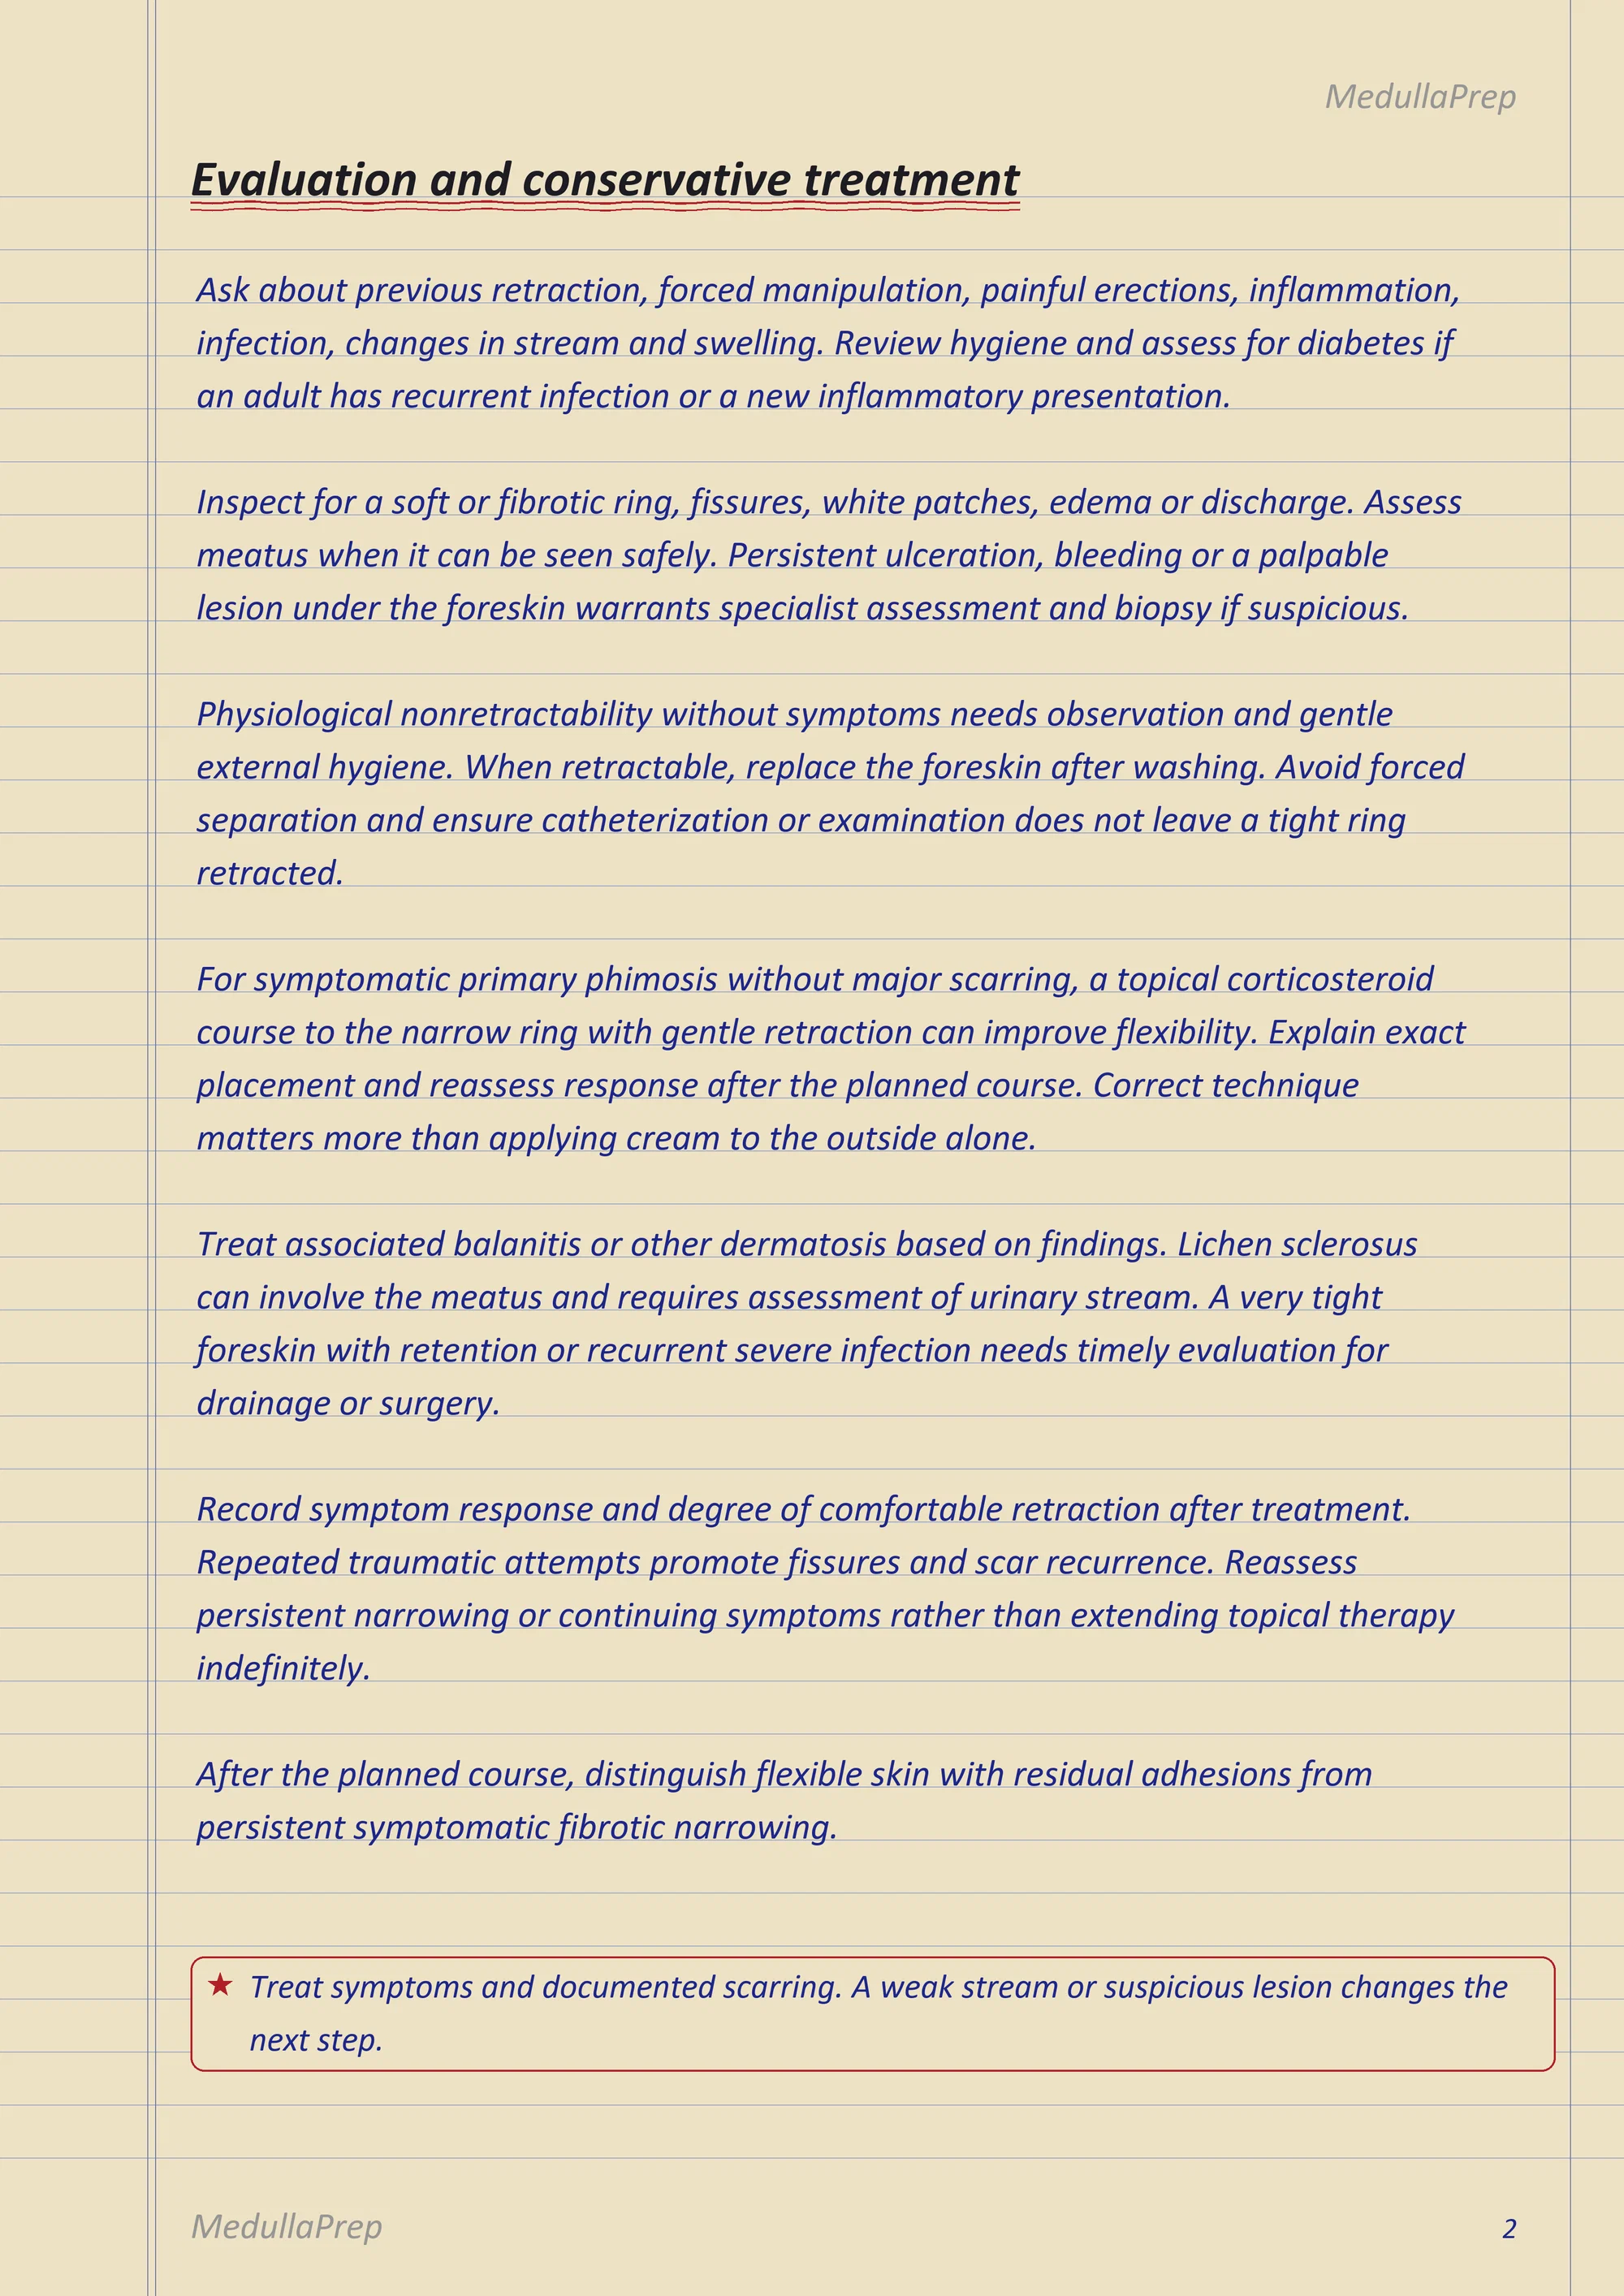 MedullaPrep
Evaluation and conservative treatment
Ask about previous retraction, forced manipulation, painful erections, inflammation,
infection, changes in stream and swelling. Review hygiene and assess for diabetes if
an adult has recurrent infection or a new inflammatory presentation.
Inspect for a soft or fibrotic ring, fissures, white patches, edema or discharge. Assess
meatus when it can be seen safely. Persistent ulceration, bleeding or a palpable
lesion under the foreskin warrants specialist assessment and biopsy if suspicious.
Physiological nonretractability without symptoms needs observation and gentle
external hygiene. When retractable, replace the foreskin after washing. Avoid forced
separation and ensure catheterization or examination does not leave a tight ring
retracted.
For symptomatic primary phimosis without major scarring, a topical corticosteroid
course to the narrow ring with gentle retraction can improve flexibility. Explain exact
placement and reassess response after the planned course. Correct technique
matters more than applying cream to the outside alone.
Treat associated balanitis or other dermatosis based on findings. Lichen sclerosus
can involve the meatus and requires assessment of urinary stream. A very tight
foreskin with retention or recurrent severe infection needs timely evaluation for
drainage or surgery.
Record symptom response and degree of comfortable retraction after treatment.
Repeated traumatic attempts promote fissures and scar recurrence. Reassess
persistent narrowing or continuing symptoms rather than extending topical therapy
indefinitely.
After the planned course, distinguish flexible skin with residual adhesions from
persistent symptomatic fibrotic narrowing.
★ Treat symptoms and documented scarring. A weak stream or suspicious lesion changes the
next step.
MedullaPrep
2